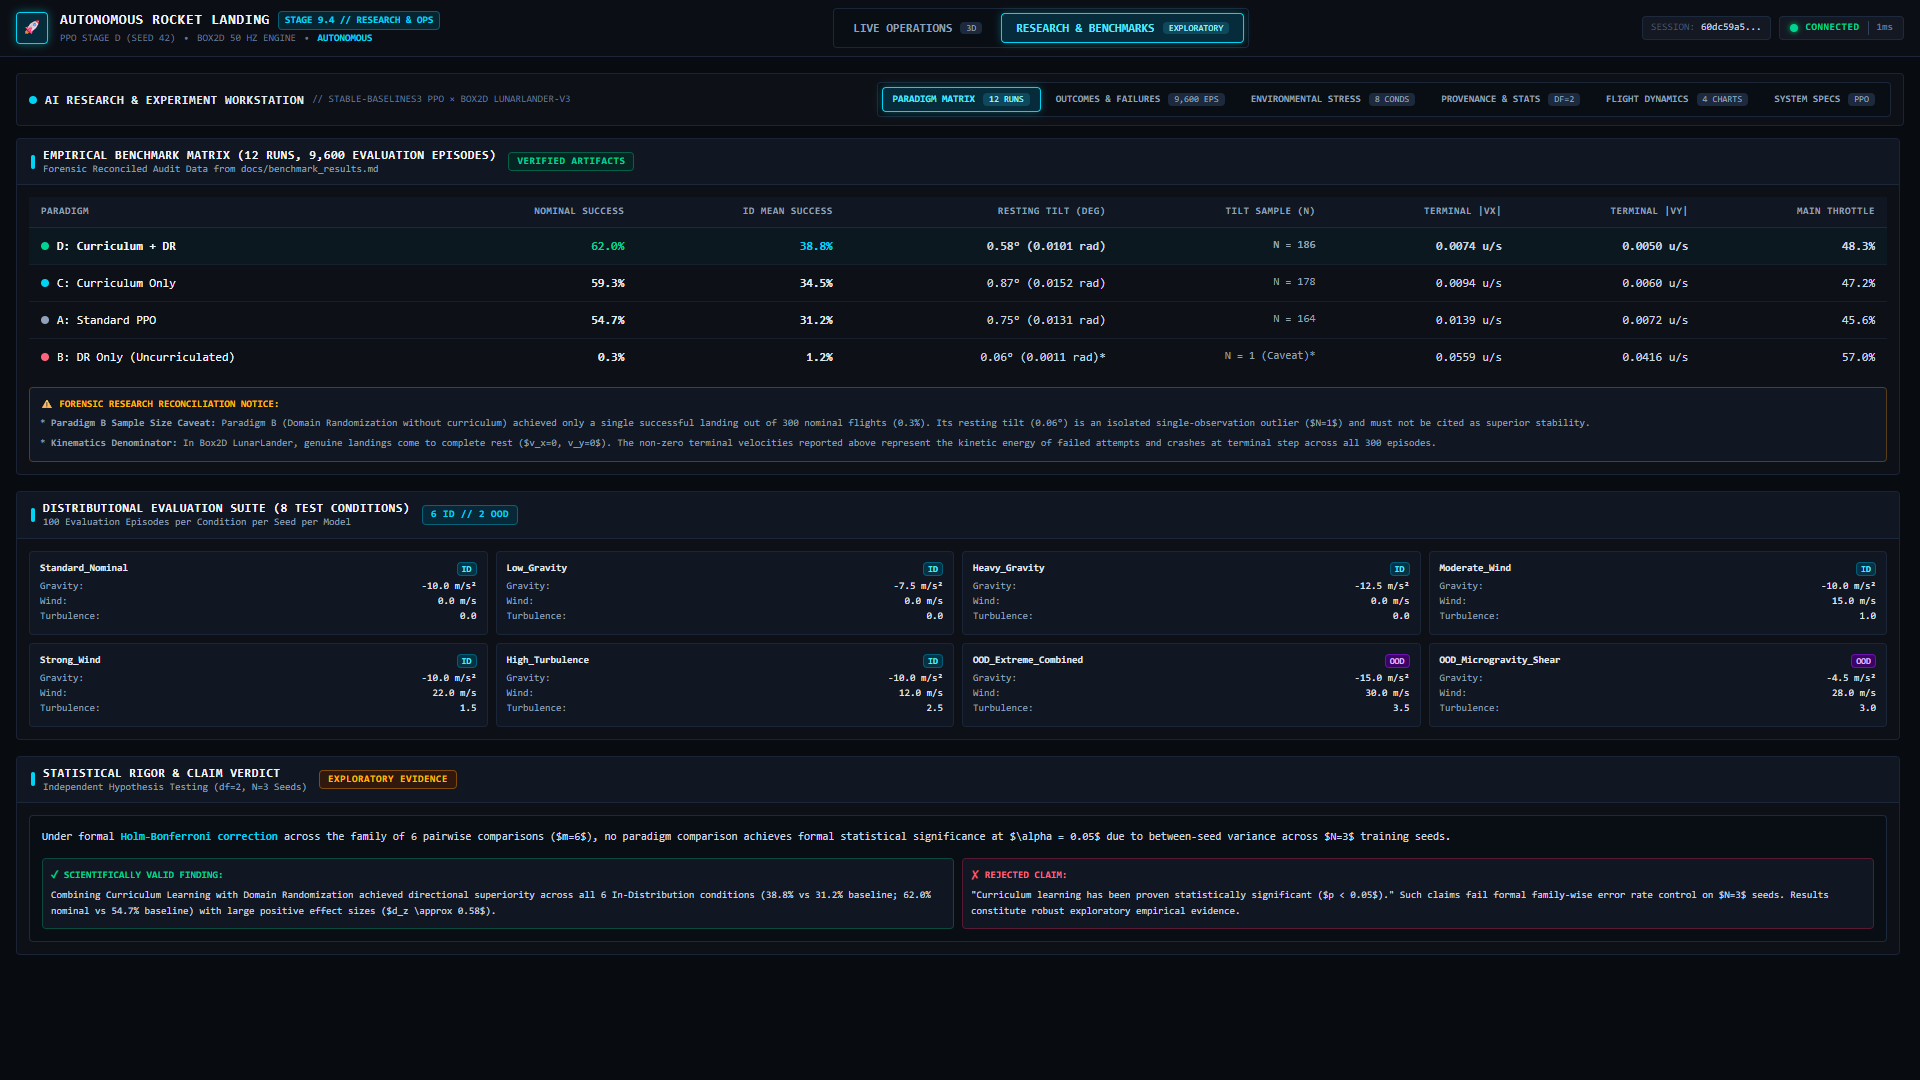 AUTONOMOUS ROCKET LANDING STAGE 9.4 // RESEARCH & OPS
PPO STAGE D (SEED 42) • BOX2D 50 HZ ENGINE • AUTONOMOUS
LIVE OPERATIONS 3D RESEARCH & BENCHMARKS EXPLORATORY
SESSION: 60dc59a5... CONNECTED 1ms
AI RESEARCH & EXPERIMENT WORKSTATION // STABLE-BASELINES3 PPO × BOX2D LUNARLANDER-V3
PARADIGM MATRIX 12 RUNS OUTCOMES & FAILURES 9,600 EPS ENVIRONMENTAL STRESS 8 CONDS PROVENANCE & STATS DF=2 FLIGHT DYNAMICS 4 CHARTS SYSTEM SPECS PPO
EMPIRICAL BENCHMARK MATRIX (12 RUNS, 9,600 EVALUATION EPISODES) VERIFIED ARTIFACTS
Forensic Reconciled Audit Data from docs/benchmark_results.md
PARADIGM NOMINAL SUCCESS ID MEAN SUCCESS RESTING TILT (DEG) TILT SAMPLE (N) TERMINAL |VX| TERMINAL |VY| MAIN THROTTLE
D: Curriculum + DR 62.0% 38.8% 0.58° (0.0101 rad) N = 186 0.0074 u/s 0.0050 u/s 48.3%
C: Curriculum Only 59.3% 34.5% 0.87° (0.0152 rad) N = 178 0.0094 u/s 0.0060 u/s 47.2%
A: Standard PPO 54.7% 31.2% 0.75° (0.0131 rad) N = 164 0.0139 u/s 0.0072 u/s 45.6%
B: DR Only (Uncurriculated) 0.3% 1.2% 0.06° (0.0011 rad)* N = 1 (Caveat)* 0.0559 u/s 0.0416 u/s 57.0%
⚠ FORENSIC RESEARCH RECONCILIATION NOTICE:
* Paradigm B Sample Size Caveat: Paradigm B (Domain Randomization without curriculum) achieved only a single successful landing out of 300 nominal flights (0.3%). Its resting tilt (0.06°) is an isolated single-observation outlier ($N=1$) and must not be cited as superior stability.
* Kinematics Denominator: In Box2D LunarLander, genuine landings come to complete rest ($v_x=0, v_y=0$). The non-zero terminal velocities reported above represent the kinetic energy of failed attempts and crashes at terminal step across all 300 episodes.
DISTRIBUTIONAL EVALUATION SUITE (8 TEST CONDITIONS) 6 ID // 2 OOD
100 Evaluation Episodes per Condition per Seed per Model
Standard_Nominal ID
Gravity: -10.0 m/s²
Wind: 0.0 m/s
Turbulence: 0.0
Low_Gravity ID
Gravity: -7.5 m/s²
Wind: 0.0 m/s
Turbulence: 0.0
Heavy_Gravity ID
Gravity: -12.5 m/s²
Wind: 0.0 m/s
Turbulence: 0.0
Moderate_Wind ID
Gravity: -10.0 m/s²
Wind: 15.0 m/s
Turbulence: 1.0
Strong_Wind ID
Gravity: -10.0 m/s²
Wind: 22.0 m/s
Turbulence: 1.5
High_Turbulence ID
Gravity: -10.0 m/s²
Wind: 12.0 m/s
Turbulence: 2.5
OOD_Extreme_Combined OOD
Gravity: -15.0 m/s²
Wind: 30.0 m/s
Turbulence: 3.5
OOD_Microgravity_Shear OOD
Gravity: -4.5 m/s²
Wind: 28.0 m/s
Turbulence: 3.0
STATISTICAL RIGOR & CLAIM VERDICT EXPLORATORY EVIDENCE
Independent Hypothesis Testing (df=2, N=3 Seeds)
Under formal Holm-Bonferroni correction across the family of 6 pairwise comparisons ($m=6$), no paradigm comparison achieves formal statistical significance at $\alpha = 0.05$ due to between-seed variance across $N=3$ training seeds.
✓ SCIENTIFICALLY VALID FINDING:
Combining Curriculum Learning with Domain Randomization achieved directional superiority across all 6 In-Distribution conditions (38.8% vs 31.2% baseline; 62.0%
nominal vs 54.7% baseline) with large positive effect sizes ($d_z \approx 0.58$).
✗ REJECTED CLAIM:
"Curriculum learning has been proven statistically significant ($p < 0.05$)." Such claims fail formal family-wise error rate control on $N=3$ seeds. Results
constitute robust exploratory empirical evidence.